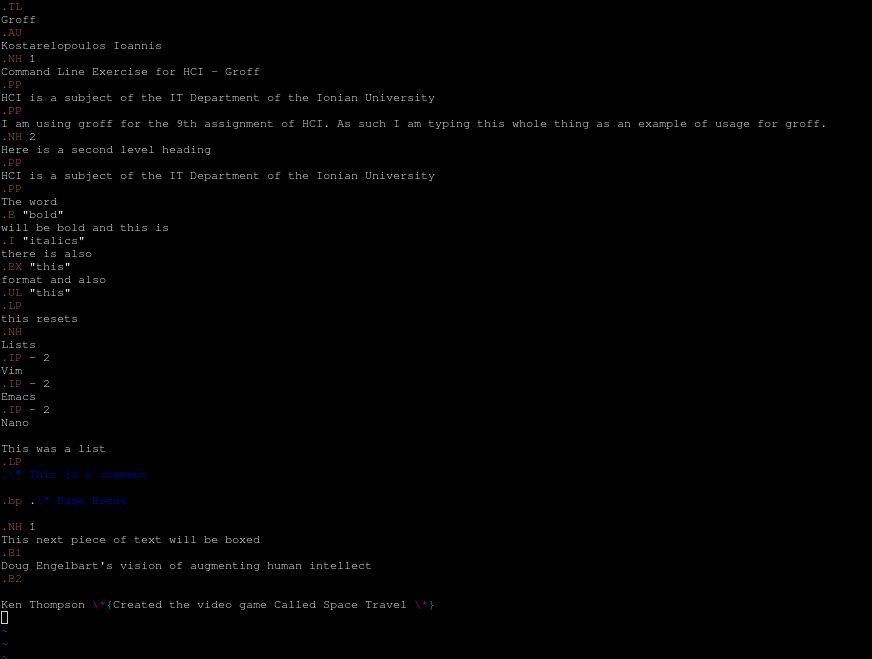 .TL
Groff
.AU
Kostarelopoulos Ioannis
.NH 1
Command Line Exercise for HCI - Groff
.PP
HCI is a subject of the IT Department of the Ionian University
.PP
I am using groff for the 9th assignment of HCI. As such I am typing this whole thing as an example of usage for groff.
.NH 2
Here is a second level heading
.PP
HCI is a subject of the IT Department of the Ionian University
.PP
The word
.B "bold"
will be bold and this is
.I "italics"
there is also
.BX "this"
format and also
.UL "this"
.LP
this resets
.NH
Lists
.IP - 2
Vim
.IP - 2
Emacs
.IP - 2
Nano
This was a list
.LP
.\" This is a comment
.bp .\" Page Break
.NH 1
This next piece of text will be boxed
.B1
Doug Engelbart's vision of augmenting human intellect
.B2
Ken Thompson \*{Created the video game Called Space Travel \*}
~
~
~